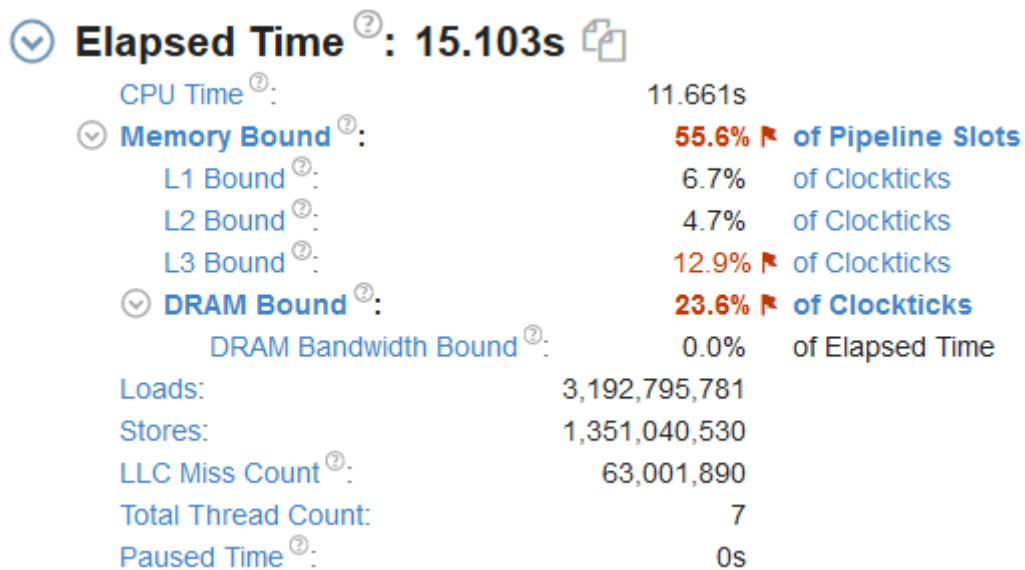 Elapsed Time ?: 15.103s
CPU Time ?: 11.661s
Memory Bound ?: 55.6% of Pipeline Slots
L1 Bound ?: 6.7% of Clockticks
L2 Bound ?: 4.7% of Clockticks
L3 Bound ?: 12.9% of Clockticks
DRAM Bound ?: 23.6% of Clockticks
DRAM Bandwidth Bound ?: 0.0% of Elapsed Time
Loads: 3,192,795,781
Stores: 1,351,040,530
LLC Miss Count ?: 63,001,890
Total Thread Count: 7
Paused Time ?: 0s